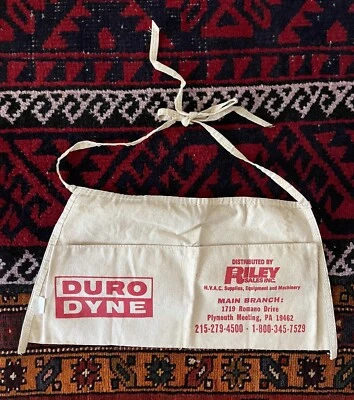 DURO
DYNE
DISTRIBUTED BY
RILEY
SALES INC.
H.V.A.C. Supplies, Equipment and Machinery
MAIN BRANCH:
1719 Romano Drive
Plymouth Meeting, PA 19462
215-279-4500 · 1-800-345-7529